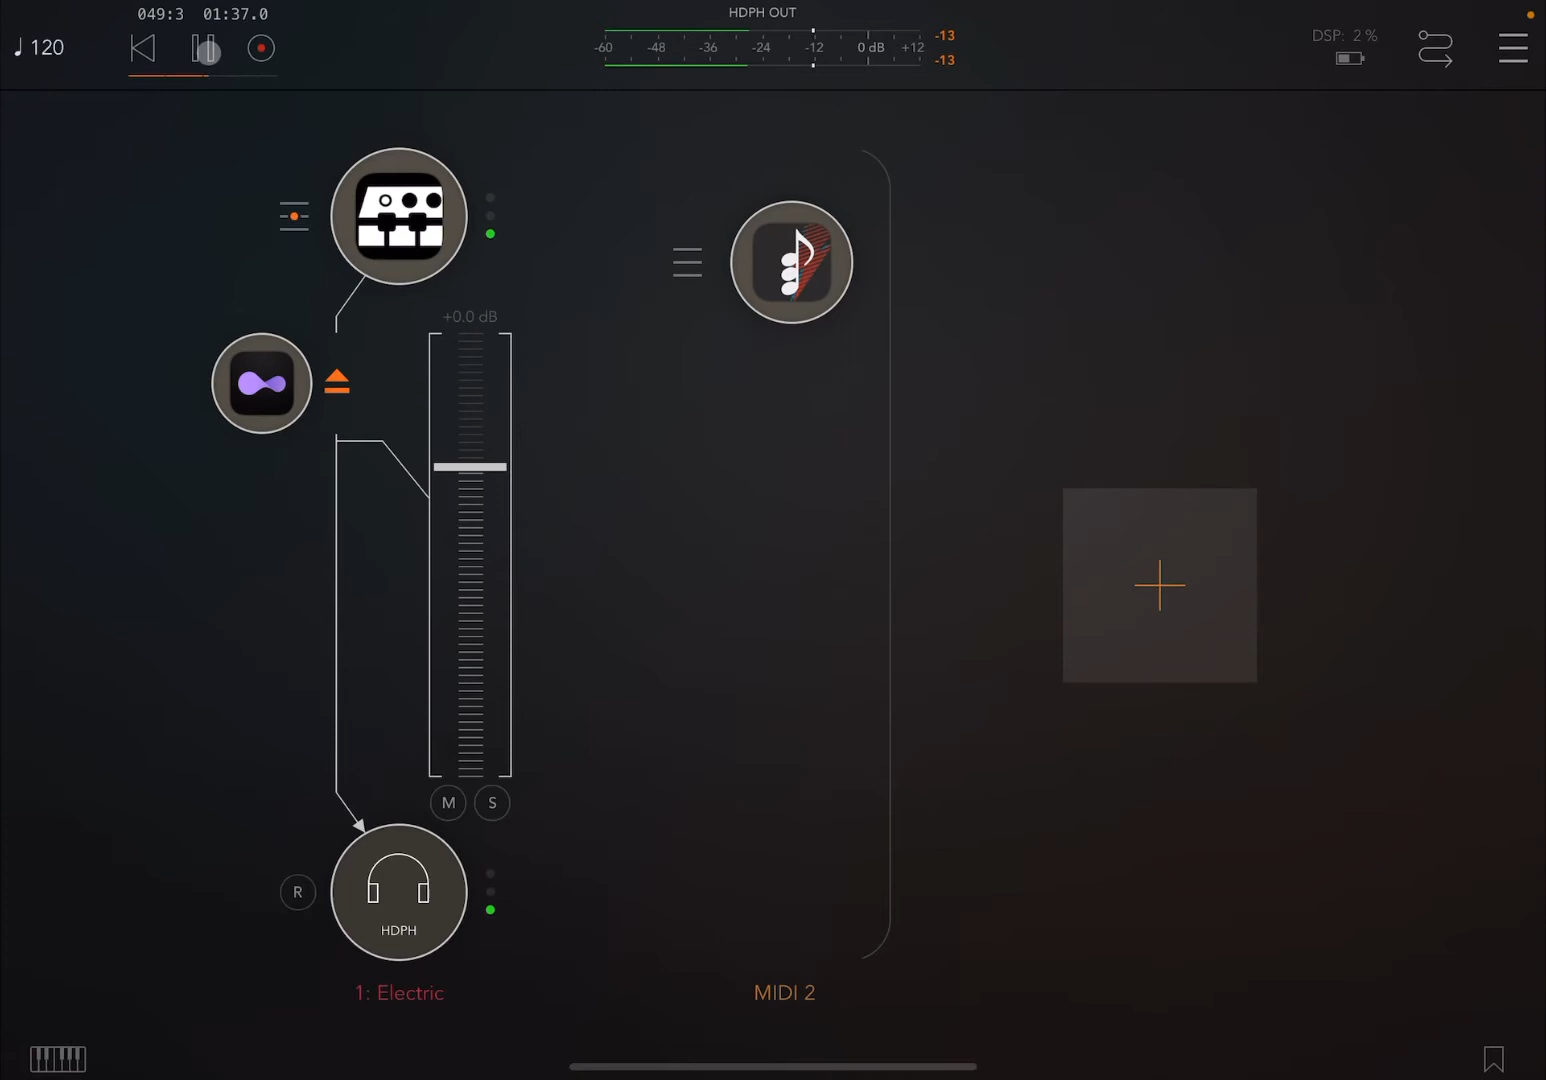 049:3 01:37.0
♩ 120
HDPH OUT
-60 -48 -36 -24 -12 0 dB +12
-13
-13
DSP: 2 %
+0.0 dB
M S
R
HDPH
1: Electric
MIDI 2